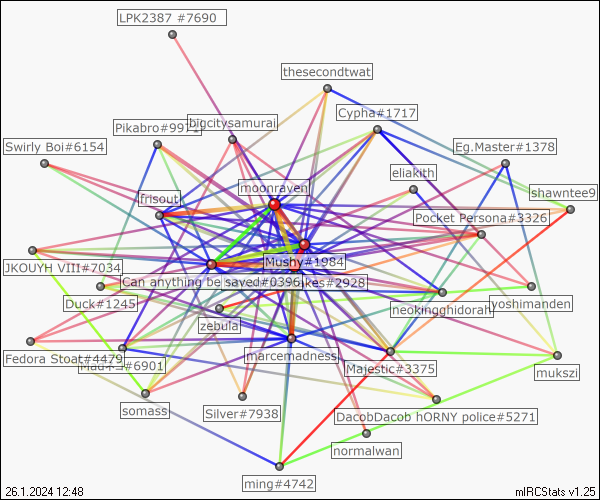 LPK2387 #7690
thesecondtwat
Cypha#1717
bigcitysamurai
Pikabro#997
Swirly Boi#6154
Eg.Master#1378
eliakith
moonraven
frisout
shawntee9
Pocket Persona#3326
Mushy#1984
JKOUYH VIII#7034
Can anything be saved#0396
kes#2928
Duck#1245
yoshimanden
neokingghidorah
zebula
marcemadness
Fedora Stoat#4479
#6901
Majestic#3375
mukszi
somass
Silver#7938
DacobDacob hORNY police#5271
normalwan
ming#4742
26.1.2024 12:48
mIRCStats v1.25